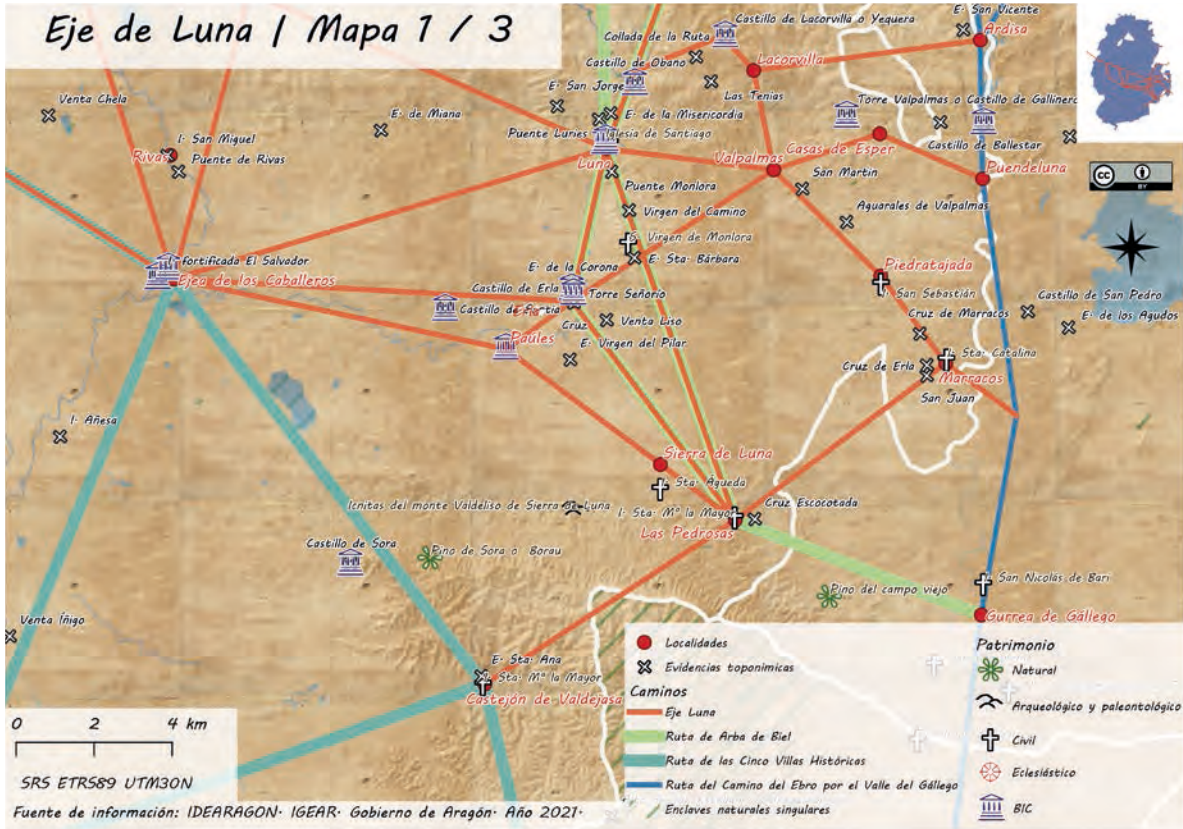 Eje de Luna | Mapa 1 / 3
Castillo de Lacorvilla o Yequera
E. San Vicente
Collada de la Ruta
Ardisa
Lacorvilla
Castillo de Obano
Las Tenias
E. San Jorge
Venta Chela
E. de Miana
E. de la Misericordia
Torre Valpalmas o Castillo de Gallinero
I. San Miguel
Puente Lunies
Iglesia de Santiago
Castillo de Ballestar
Rivas
Puente de Rivas
Luna
Valpalmas
Casas de Esper
Puendeluna
CC BY
San Martin
Puente Monlora
Virgen del Camino
Aguarales de Valpalmas
Virgen de Monlora
E. Sta. Bárbara
fortificada El Salvador
Ejea de los Caballeros
E. de la Corona
Piedratajada
Castillo de Erla
Torre Señorio
San Sebastián
Castillo de San Pedro
Cruz de Marracos
E. de los Agudos
Cruz
Venta Liso
Paúles
E. Virgen del Pilar
Sta. Catalina
Cruz de Erla
Marracos
San Juan
I. Añesa
Sierra de Luna
Sta. Águeda
Icnitas del monte Valdeliso de Sierra de Luna
I. Sta. Mª la Mayor
Cruz Escocotada
Las Pedrosas
Castillo de Sora
Pino de Sora o Borau
San Nicolás de Bari
Pino del campo viejo
Gurrea de Gállego
Venta Íñigo
E. Sta. Ana
Sta. Mª la Mayor
Castejón de Valdejasa
Localidades
Evidencias toponimicas
Caminos
Eje Luna
Ruta de Arba de Biel
Ruta de las Cinco Villas Históricas
Ruta del Camino del Ebro por el Valle del Gállego
Enclaves naturales singulares
Patrimonio
Natural
Arqueológico y paleontológico
Civil
Eclesiástico
BIC
0 2 4 km
SRS ETRS89 UTM30N
Fuente de información: IDEARAGON. IGEAR. Gobierno de Aragón. Año 2021.